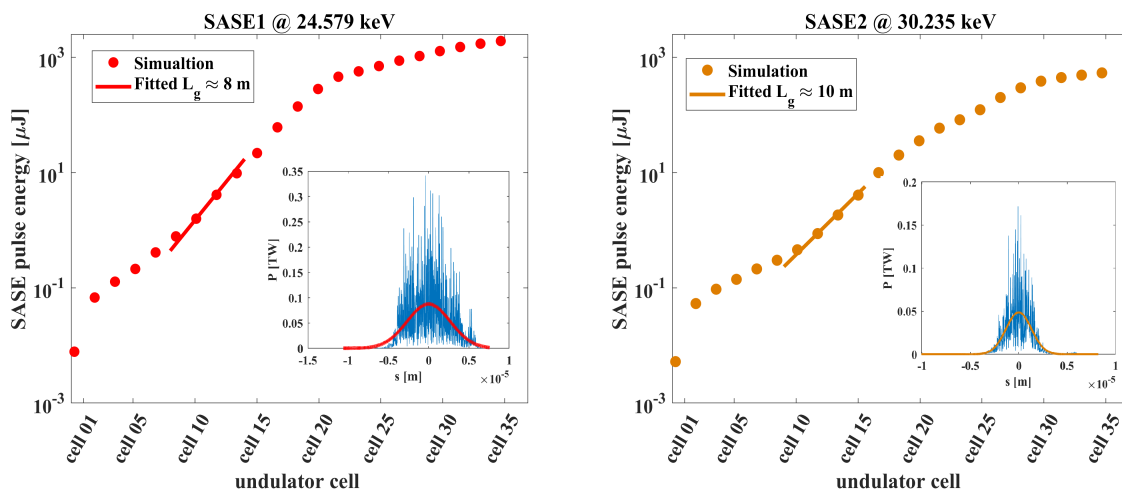 SASE1 @ 24.579 keV
SASE pulse energy [μJ]
10^3
10^1
10^-1
10^-3
Simualtion
Fitted L_g ≈ 8 m
P [TW]
0.35
0.3
0.25
0.2
0.15
0.1
0.05
0
-1.5
-1
-0.5
0
0.5
1
s [m]
×10^-5
cell 01
cell 05
cell 10
cell 15
cell 20
cell 25
cell 30
cell 35
undulator cell
SASE2 @ 30.235 keV
SASE pulse energy [μJ]
10^3
10^1
10^-1
10^-3
Simulation
Fitted L_g ≈ 10 m
P [TW]
0.2
0.15
0.1
0.05
0
-1
-0.5
0
0.5
1
s [m]
×10^-5
cell 01
cell 05
cell 10
cell 15
cell 20
cell 25
cell 30
cell 35
undulator cell